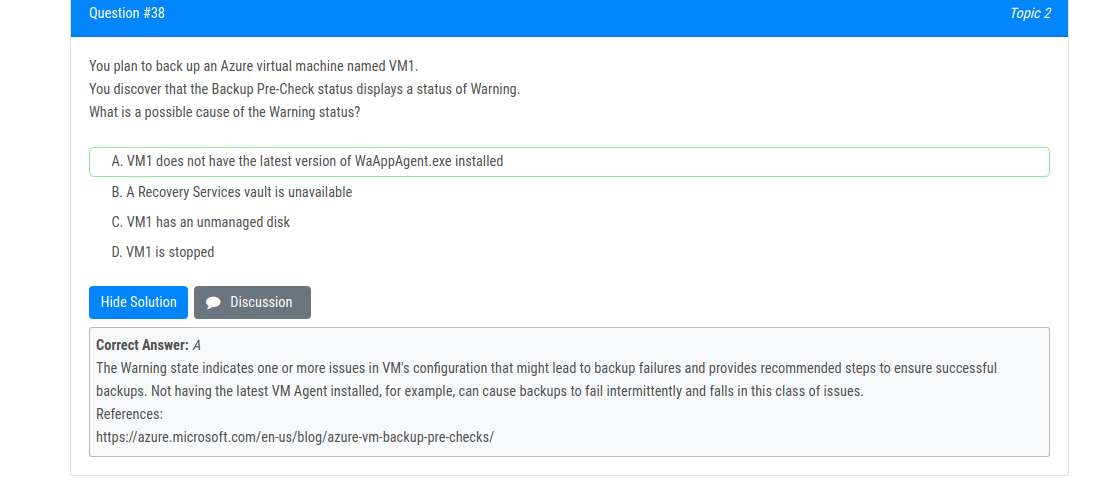 Question #38
Topic 2
You plan to back up an Azure virtual machine named VM1.
You discover that the Backup Pre-Check status displays a status of Warning.
What is a possible cause of the Warning status?
A. VM1 does not have the latest version of WaAppAgent.exe installed
B. A Recovery Services vault is unavailable
C. VM1 has an unmanaged disk
D. VM1 is stopped
Hide Solution
Discussion
Correct Answer: A
The Warning state indicates one or more issues in VM's configuration that might lead to backup failures and provides recommended steps to ensure successful
backups. Not having the latest VM Agent installed, for example, can cause backups to fail intermittently and falls in this class of issues.
References:
https://azure.microsoft.com/en-us/blog/azure-vm-backup-pre-checks/